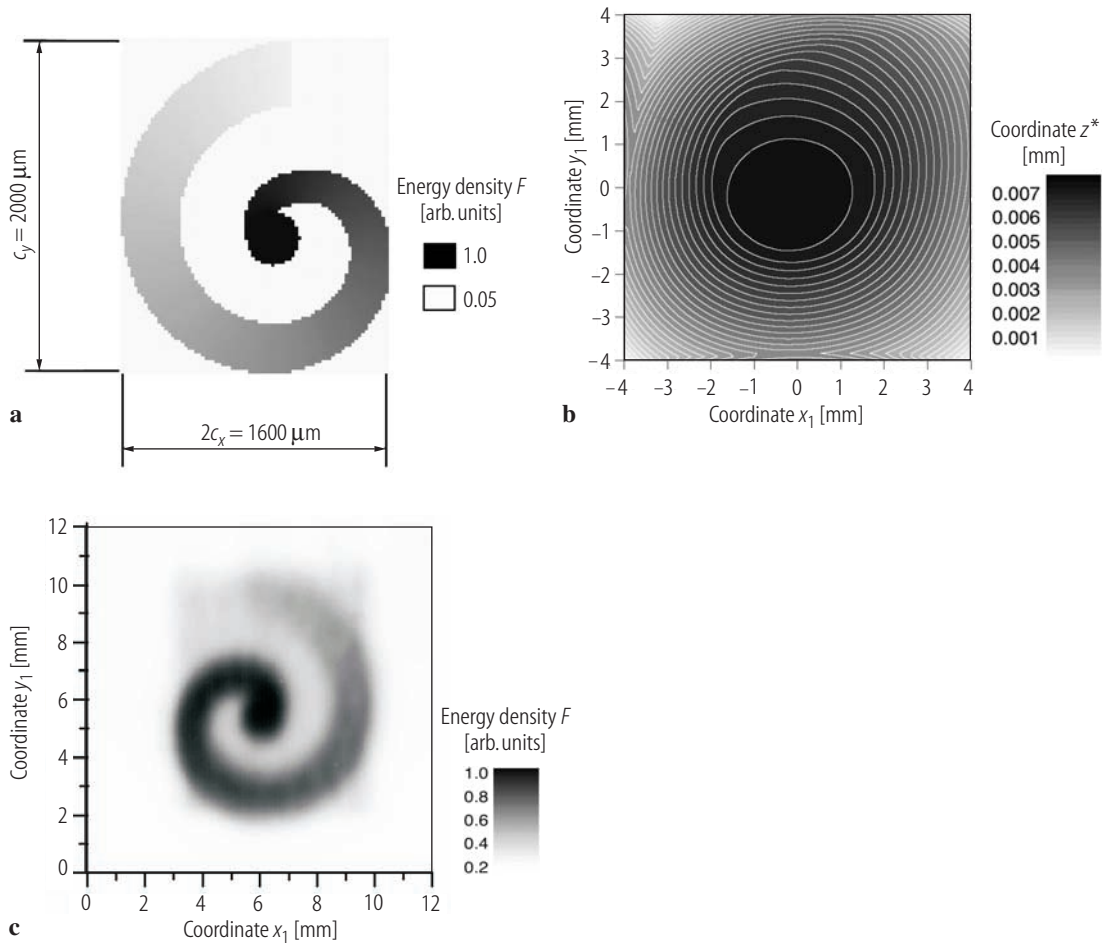 c_y = 2000 μm
Energy density F
[arb. units]
1.0
0.05
a
2c_x = 1600 μm
Coordinate y_1 [mm]
4
3
2
1
0
−1
−2
−3
−4
−4 −3 −2 −1 0 1 2 3 4
Coordinate x_1 [mm]
Coordinate z*
[mm]
0.007
0.006
0.005
0.004
0.003
0.002
0.001
b
Coordinate y_1 [mm]
12
10
8
6
4
2
0
0 2 4 6 8 10 12
Coordinate x_1 [mm]
Energy density F
[arb. units]
1.0
0.8
0.6
0.4
0.2
c